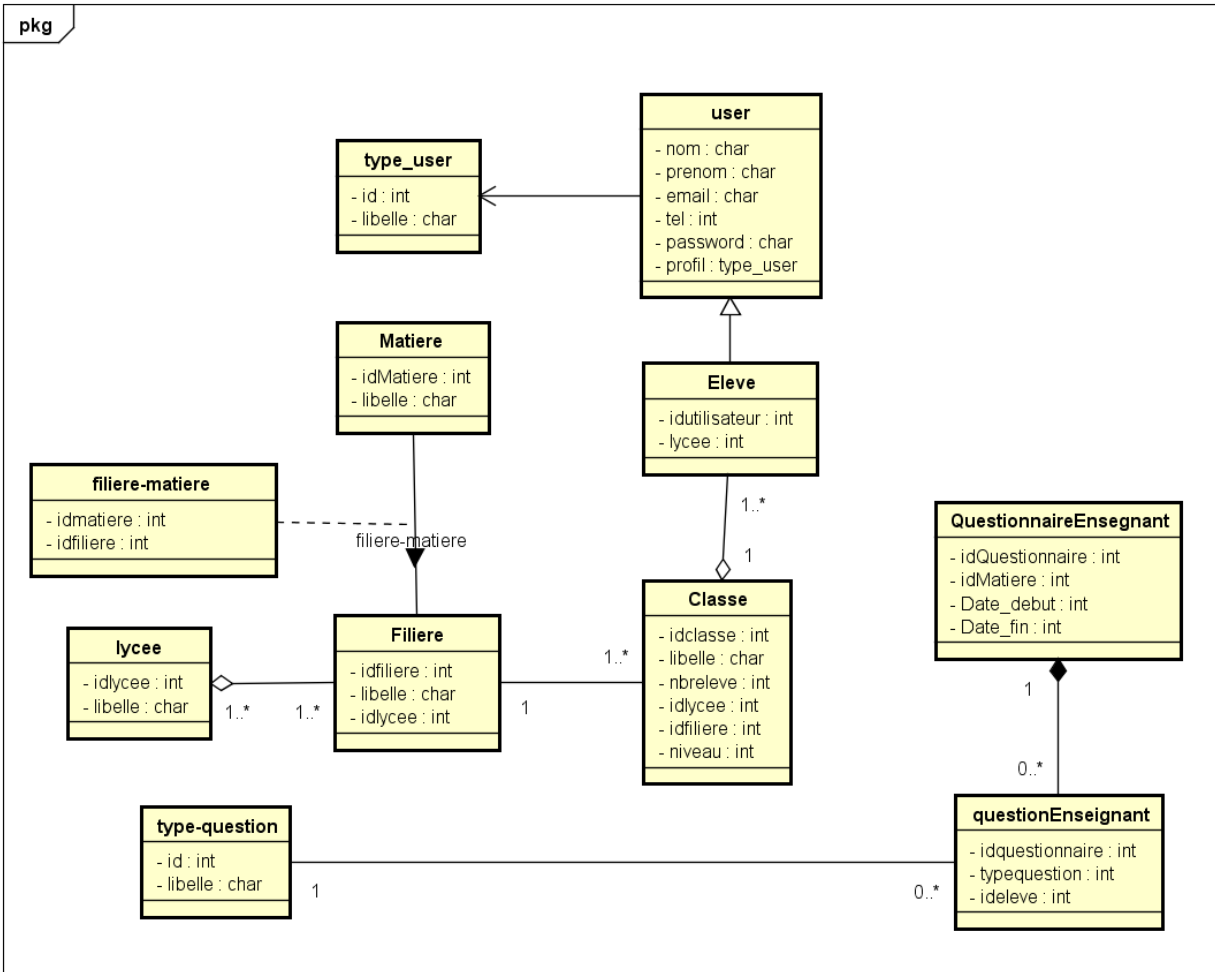 pkg
user
- nom : char
- prenom : char
- email : char
- tel : int
- password : char
- profil : type_user
type_user
- id : int
- libelle : char
Matiere
- idMatiere : int
- libelle : char
Eleve
- idutilisateur : int
- lycee : int
filiere-matiere
- idmatiere : int
- idfiliere : int
filiere-matiere
1..*
1
QuestionnaireEnsegnant
- idQuestionnaire : int
- idMatiere : int
- Date_debut : int
- Date_fin : int
lycee
- idlycee : int
- libelle : char
1..*
1..*
Filiere
- idfiliere : int
- libelle : char
- idlycee : int
1
1..*
Classe
- idclasse : int
- libelle : char
- nbreleve : int
- idlycee : int
- idfiliere : int
- niveau : int
1
0..*
type-question
- id : int
- libelle : char
1
0..*
questionEnseignant
- idquestionnaire : int
- typequestion : int
- ideleve : int